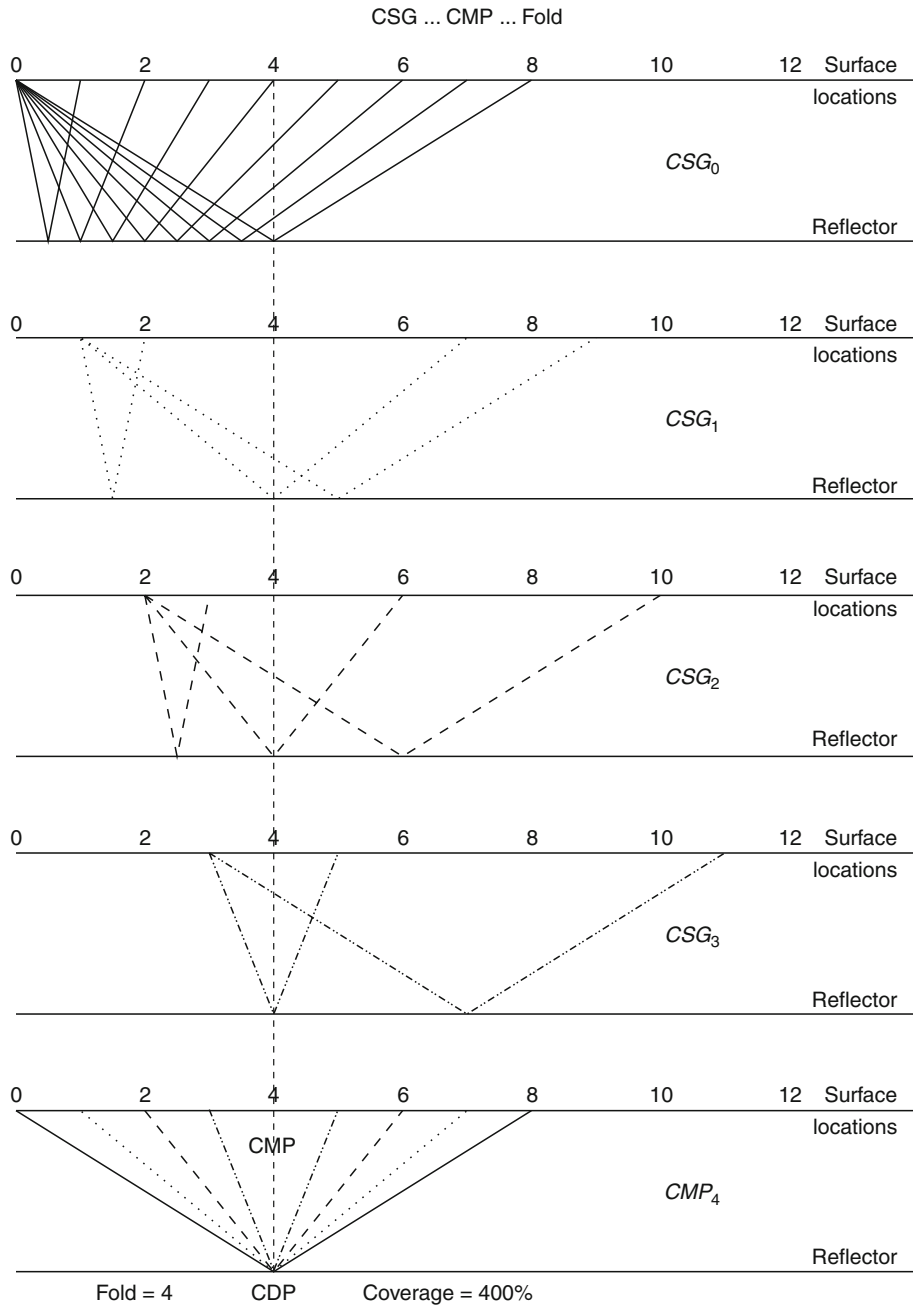 CSG ... CMP ... Fold
0 2 4 6 8 10 12 Surface
locations
CSG0
Reflector
0 2 4 6 8 10 12 Surface
locations
CSG1
Reflector
0 2 4 6 8 10 12 Surface
locations
CSG2
Reflector
0 2 4 6 8 10 12 Surface
locations
CSG3
Reflector
0 2 4 6 8 10 12 Surface
locations
CMP
CMP4
Reflector
Fold = 4 CDP Coverage = 400%